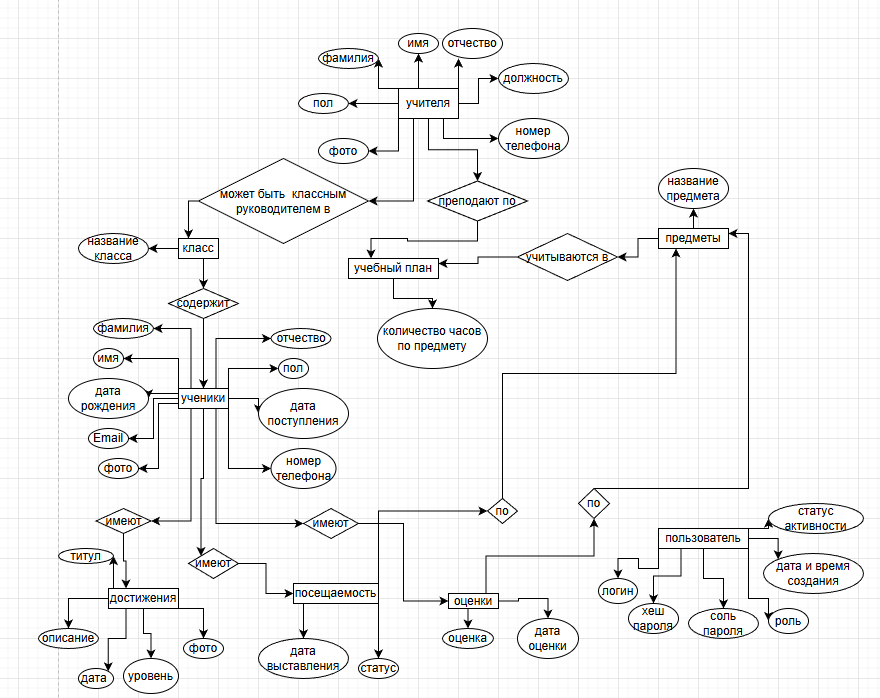 имя
отчество
фамилия
должность
пол
учителя
номер
телефона
фото
может быть классным
руководителем в
преподают по
название
предмета
название
класса
класс
предметы
учебный план
учитываются в
содержит
количество часов
по предмету
фамилия
отчество
имя
пол
дата
рождения
ученики
дата
поступления
Email
фото
номер
телефона
имеют
имеют
по
по
статус
активности
пользователь
титул
имеют
дата и время
создания
достижения
посещаемость
оценки
логин
хеш
пароля
соль
пароля
роль
описание
фото
дата
выставления
статус
оценка
дата
оценки
дата
уровень